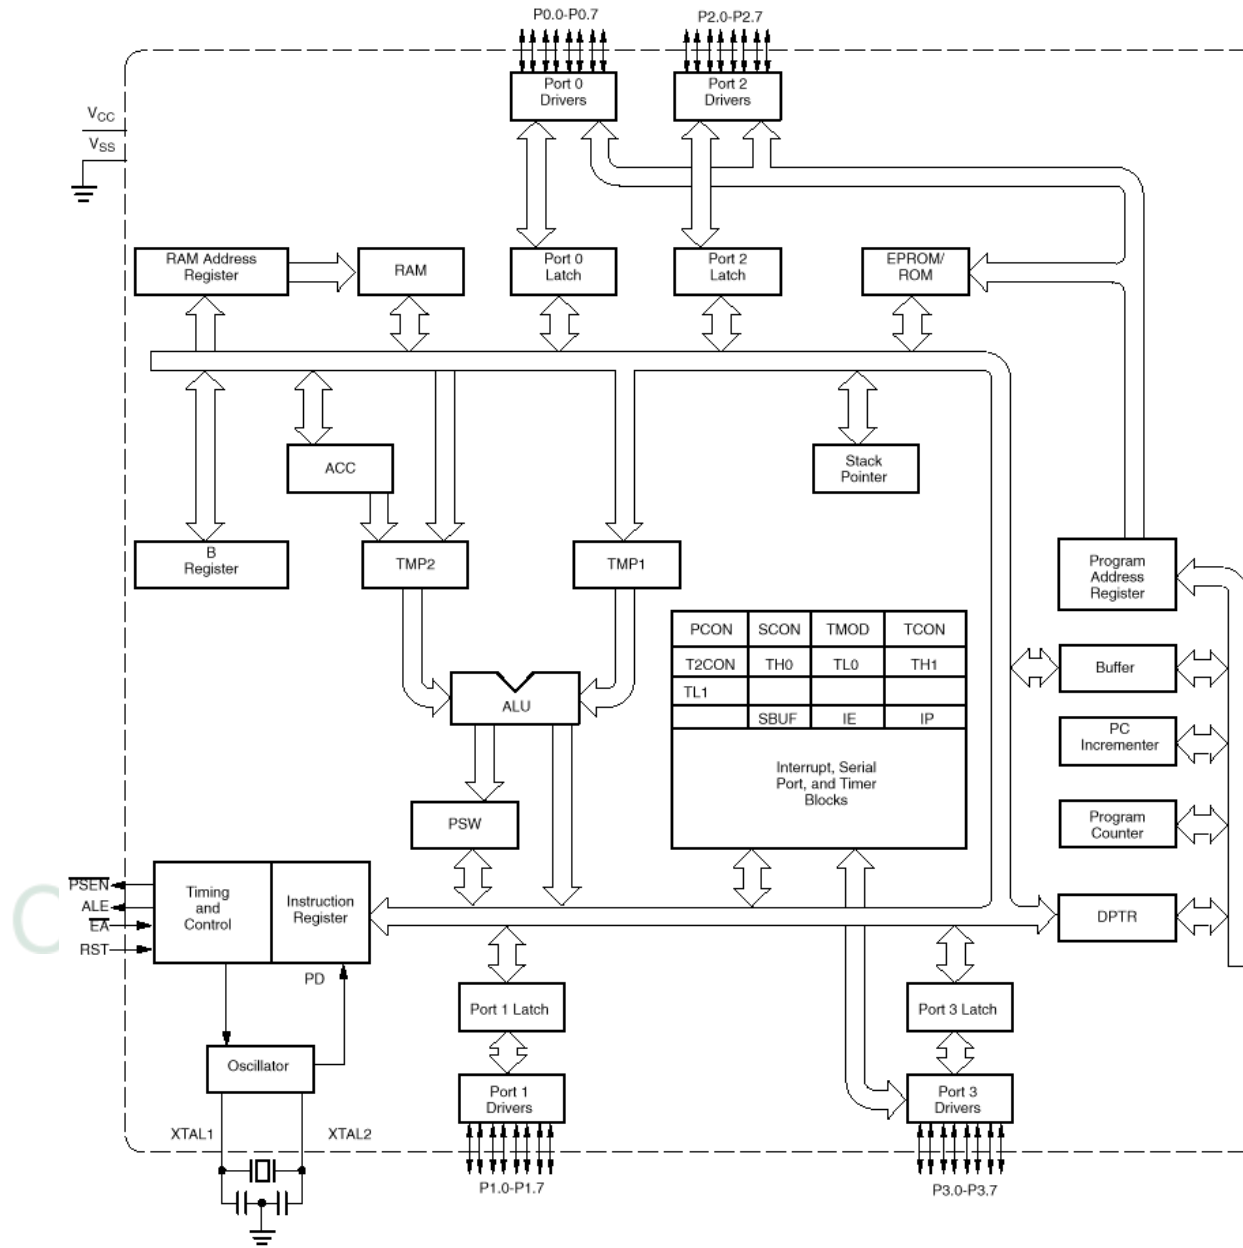 P0.0-P0.7
P2.0-P2.7
Port 0
Drivers
Port 2
Drivers
VCC
VSS
RAM Address
Register
RAM
Port 0
Latch
Port 2
Latch
EPROM/
ROM
ACC
Stack
Pointer
B
Register
TMP2
TMP1
Program
Address
Register
PCON SCON TMOD TCON
T2CON TH0 TL0 TH1
TL1
SBUF IE IP
Interrupt, Serial
Port, and Timer
Blocks
Buffer
ALU
PC
Incrementer
PSW
Program
Counter
PSEN
ALE
EA
RST
Timing
and
Control
Instruction
Register
DPTR
PD
Port 1 Latch
Port 3 Latch
Oscillator
Port 1
Drivers
Port 3
Drivers
XTAL1
XTAL2
P1.0-P1.7
P3.0-P3.7
C